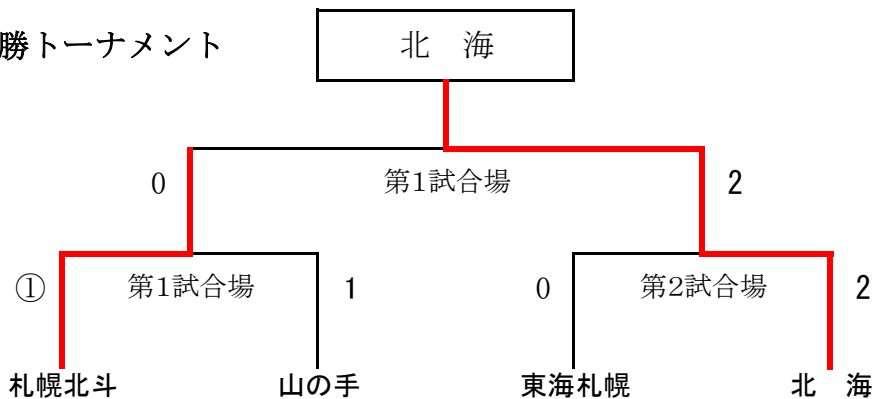 勝トーナメント
北　海
0
第1試合場
2
①
第1試合場
1
0
第2試合場
2
札幌北斗
山の手
東海札幌
北　海